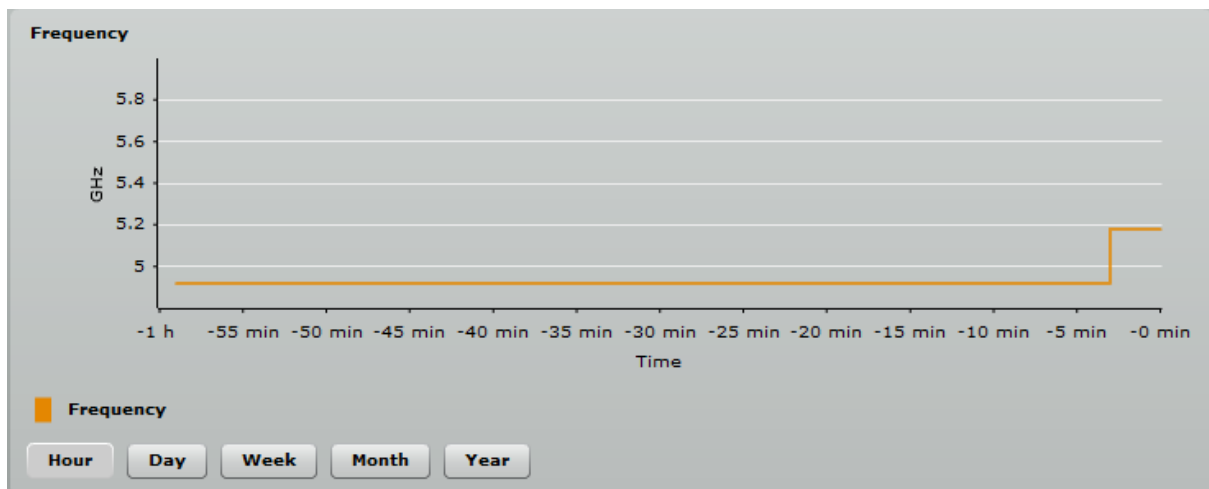 Frequency
5.8
5.6
5.4
5.2
5
GHz
-1 h -55 min -50 min -45 min -40 min -35 min -30 min -25 min -20 min -15 min -10 min -5 min -0 min
Time
Frequency
Hour Day Week Month Year